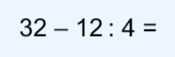 32 – 12 : 4 =